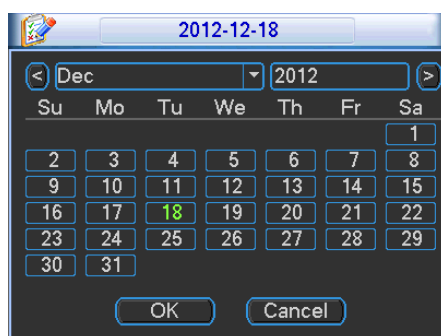 2012-12-18
< Dec 2012 >
Su Mo Tu We Th Fr Sa
1
2 3 4 5 6 7 8
9 10 11 12 13 14 15
16 17 18 19 20 21 22
23 24 25 26 27 28 29
30 31
OK Cancel